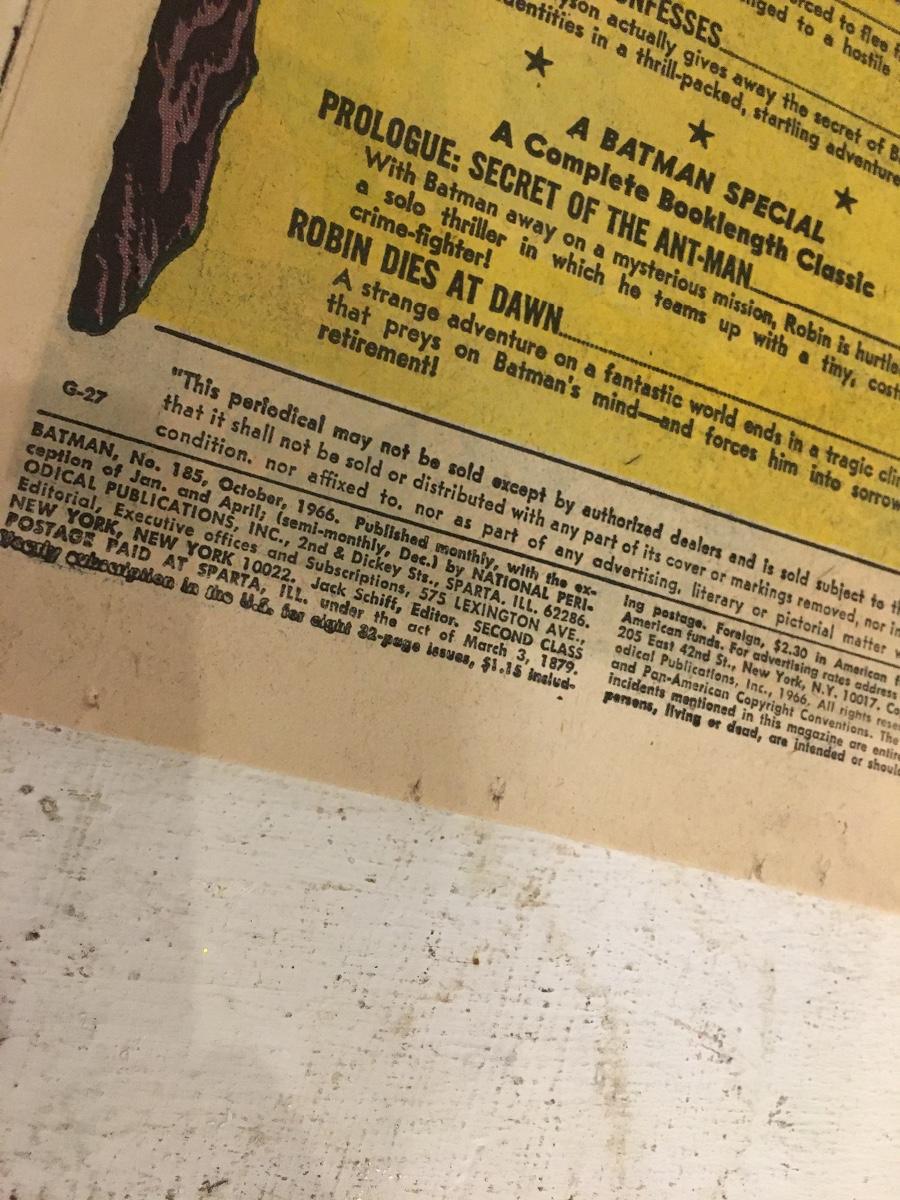 erced to flee
nged to a hostile
ONFESSES
yson actually gives away the secret of B
dentities in a thrill-packed, startling adventure
★ ★ ★
A BATMAN SPECIAL
A Complete Booklength Classic
PROLOGUE: SECRET OF THE ANT-MAN
With Batman away on a mysterious mission, Robin is hurtle
a solo thriller in which he teams up with a tiny, cost
crime-fighter!
ROBIN DIES AT DAWN
A strange adventure on a fantastic world ends in a tragic cli
that preys on Batman's mind—and forces him into sorrow
retirement!
"This periodical may not be sold except by authorized dealers and is sold subject to th
that it shall not be sold or distributed with any part of its cover or markings removed, nor in
condition. nor affixed to. nor as part of any advertising, literary or pictorial matter w
G-27
BATMAN, No. 185, October, 1966. Published monthly, with the ex-
ception of Jan. and April; (semi-monthly, Dec.) by NATIONAL PERI-
ODICAL PUBLICATIONS, INC., 2nd & Dickey Sts., SPARTA. ILL. 62286.
Editorial, Executive offices and Subscriptions, 575 LEXINGTON AVE.,
NEW YORK, NEW YORK 10022. Jack Schiff, Editor. SECOND CLASS
POSTAGE PAID AT SPARTA, ILL. under the act of March 3, 1879.
Yearly subscription in the U.S. for eight 32-page issues, $1.15 includ-
ing postage. Foreign, $2.30 in American f
American funds. For advertising rates address
205 East 42nd St., New York, N.Y. 10017. Co
odical Publications, Inc., 1966. All rights rese
and Pan-American Copyright Conventions. The
incidents mentioned in this magazine are entire
persons, living or dead, are intended or shoul